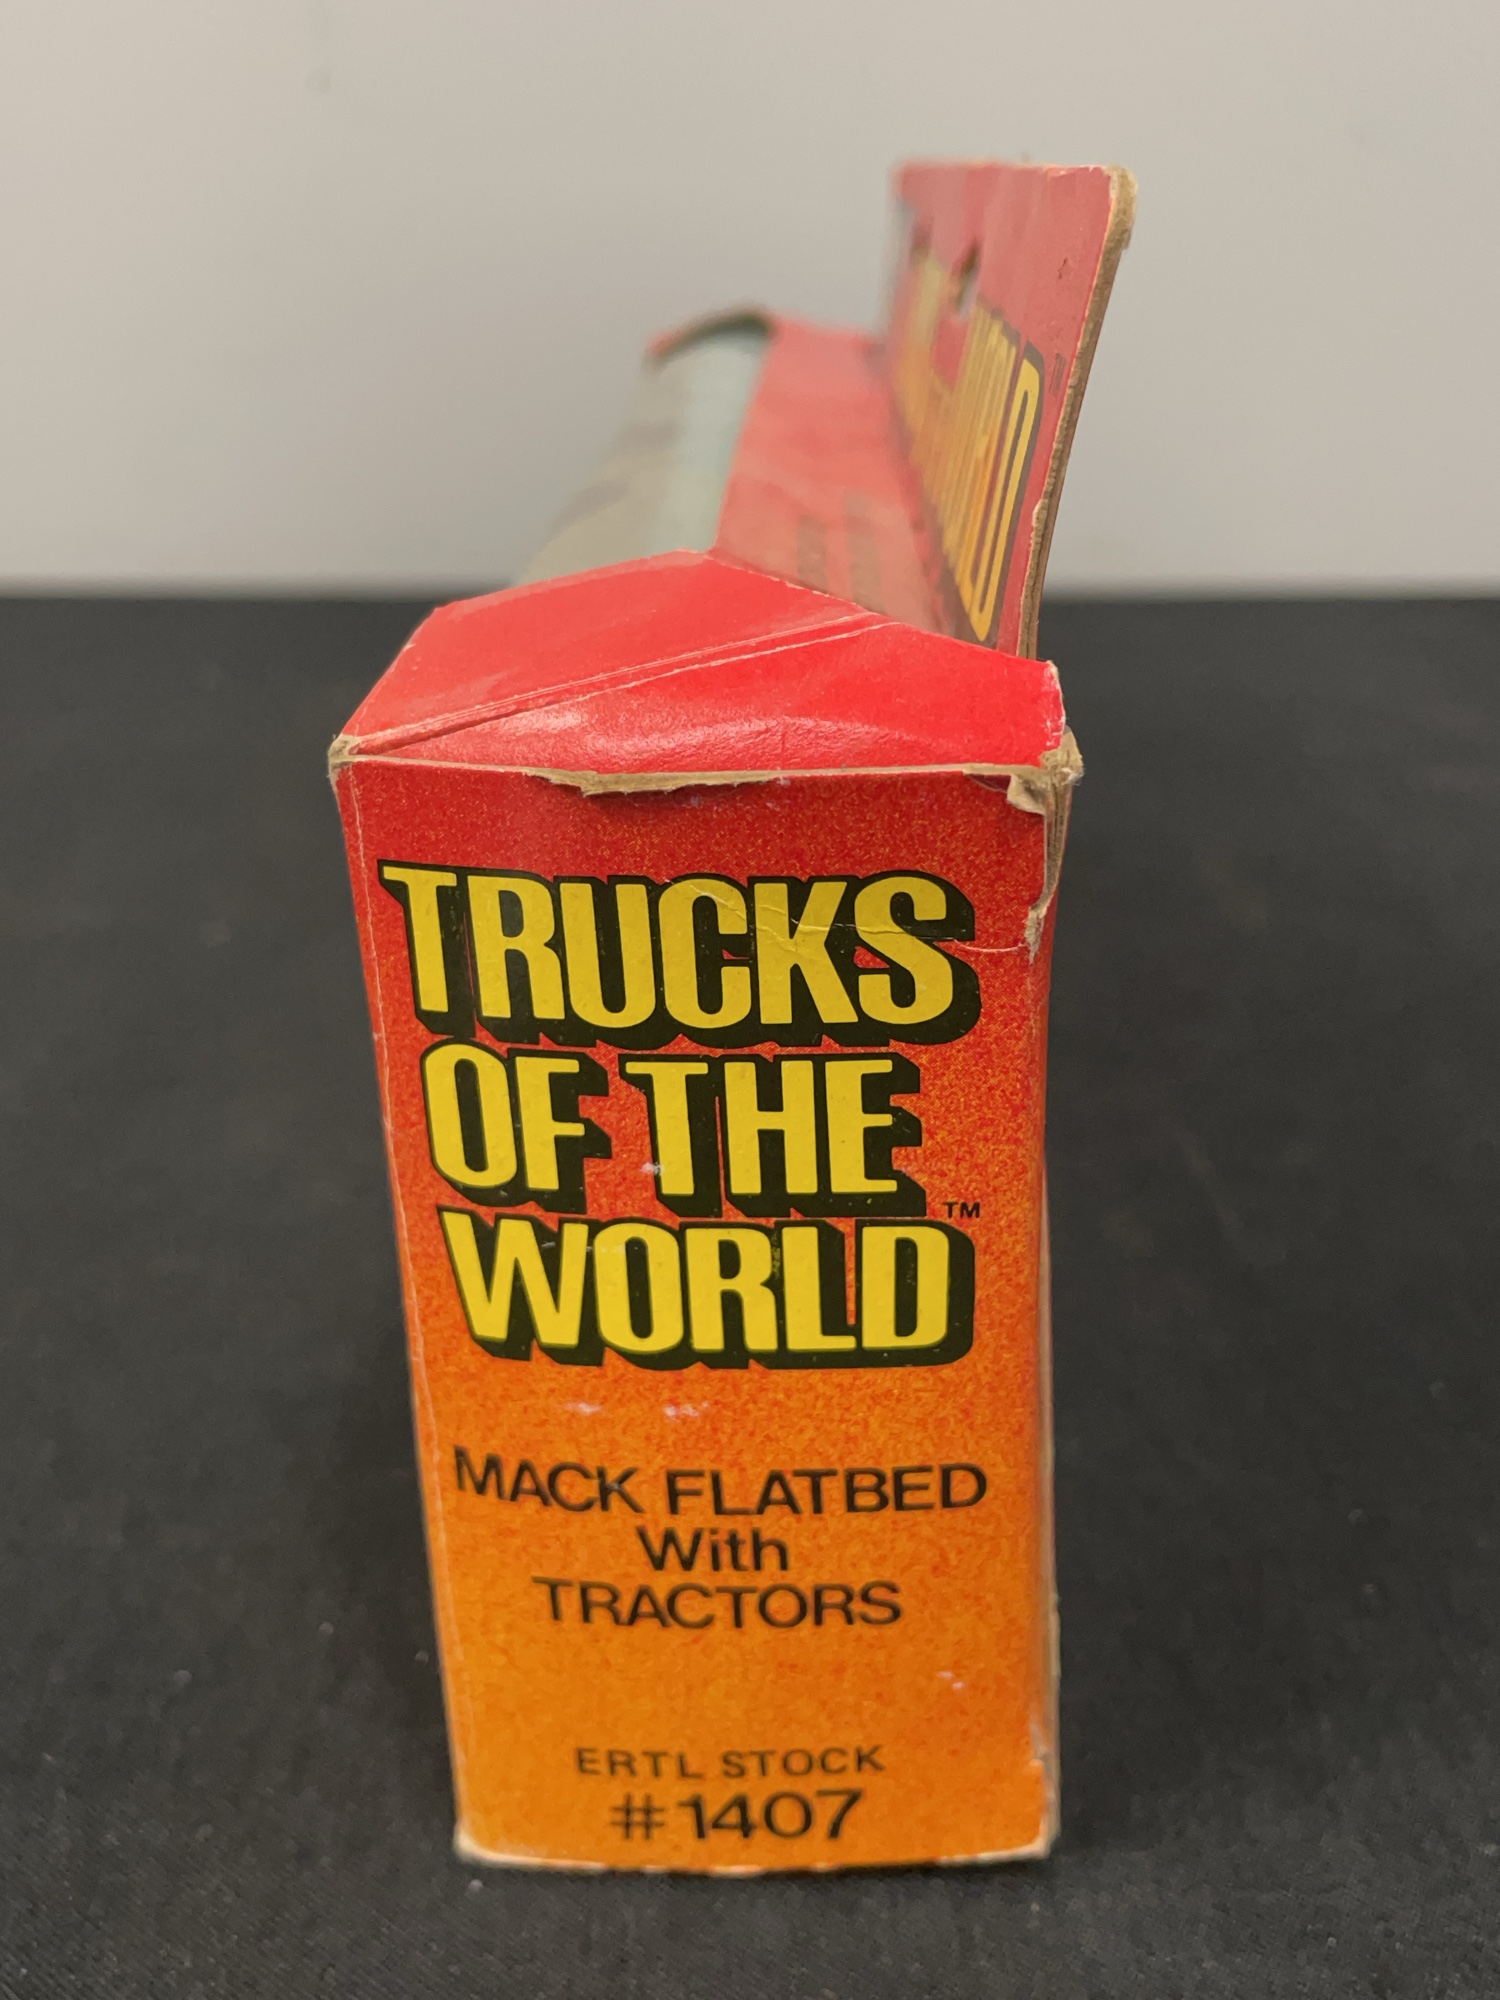 TRUCKS
OF THE
WORLD™
MACK FLATBED
With
TRACTORS
ERTL STOCK
#1407